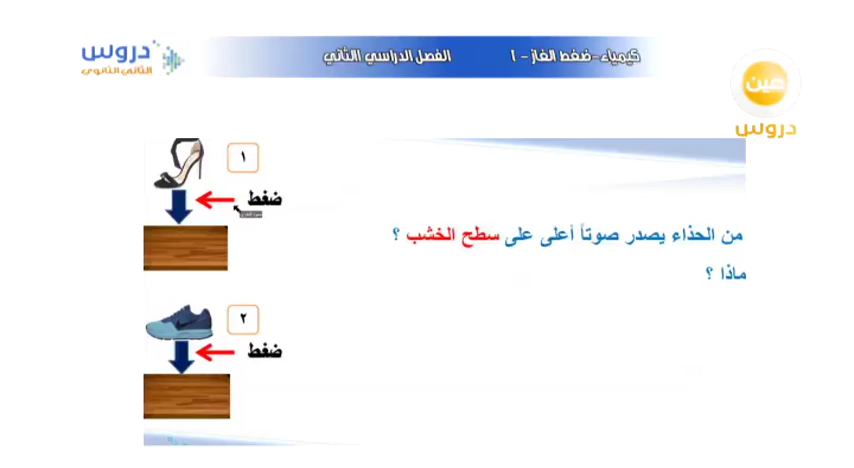 كيمياء-ضغط الغاز - ٢
الفصل الدراسي الثاني
دروس
الثاني الثانوي
عين
دروس
١
ضغط
من الحذاء يصدر صوتاً أعلى على سطح الخشب ؟
ماذا ؟
٢
ضغط